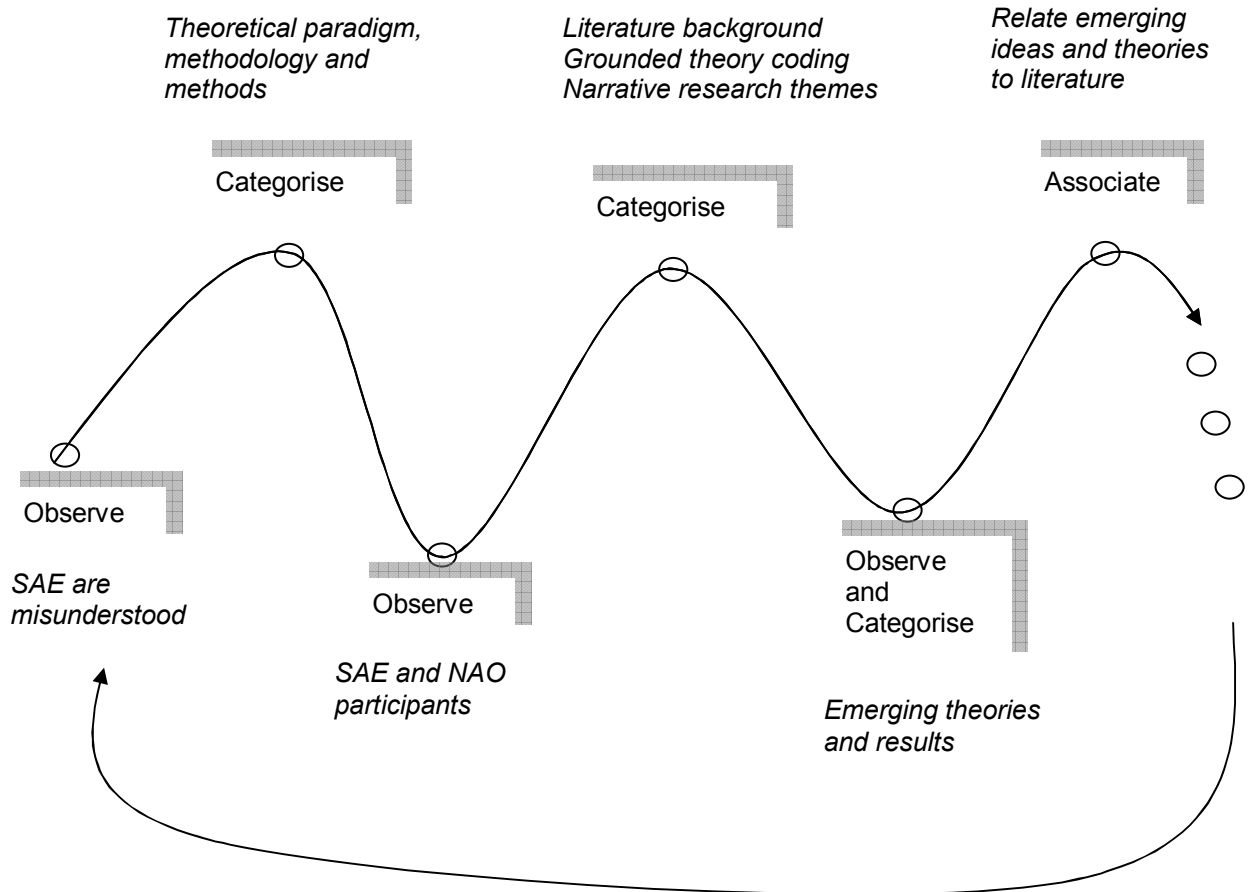 Theoretical paradigm,
methodology and
methods
Literature background
Grounded theory coding
Narrative research themes
Relate emerging
ideas and theories
to literature
Categorise
Categorise
Associate
Observe
SAE are
misunderstood
Observe
SAE and NAO
participants
Observe
and
Categorise
Emerging theories
and results